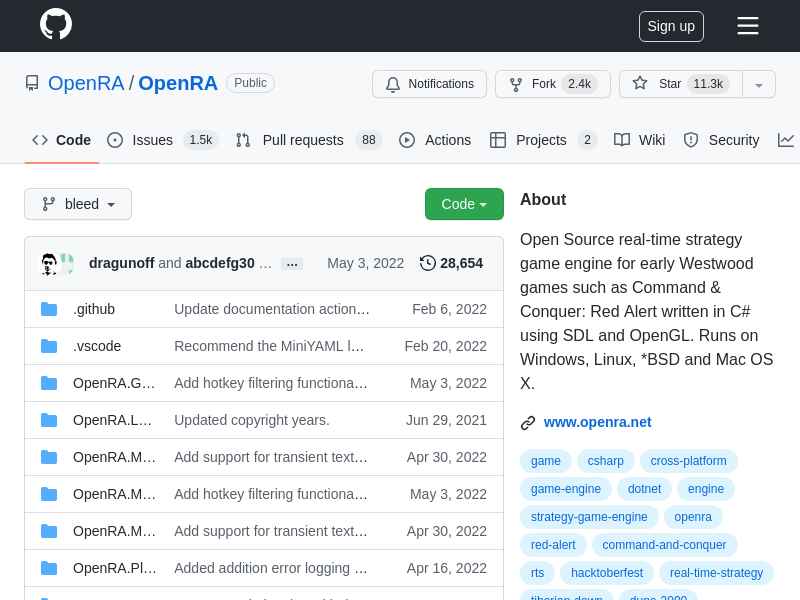 Sign up
OpenRA / OpenRA Public
Notifications Fork 2.4k Star 11.3k
Code Issues 1.5k Pull requests 88 Actions Projects 2 Wiki Security
bleed Code
dragunoff and abcdefg30 … ... May 3, 2022 28,654
.github Update documentation action… Feb 6, 2022
.vscode Recommend the MiniYAML l… Feb 20, 2022
OpenRA.G… Add hotkey filtering functiona… May 3, 2022
OpenRA.L… Updated copyright years. Jun 29, 2021
OpenRA.M… Add support for transient text… Apr 30, 2022
OpenRA.M… Add hotkey filtering functiona… May 3, 2022
OpenRA.M… Add support for transient text… Apr 30, 2022
OpenRA.Pl… Added addition error logging … Apr 16, 2022
About
Open Source real-time strategy
game engine for early Westwood
games such as Command &
Conquer: Red Alert written in C#
using SDL and OpenGL. Runs on
Windows, Linux, *BSD and Mac OS
X.
www.openra.net
game csharp cross-platform
game-engine dotnet engine
strategy-game-engine openra
red-alert command-and-conquer
rts hacktoberfest real-time-strategy
tiberian-dawn dune-2000